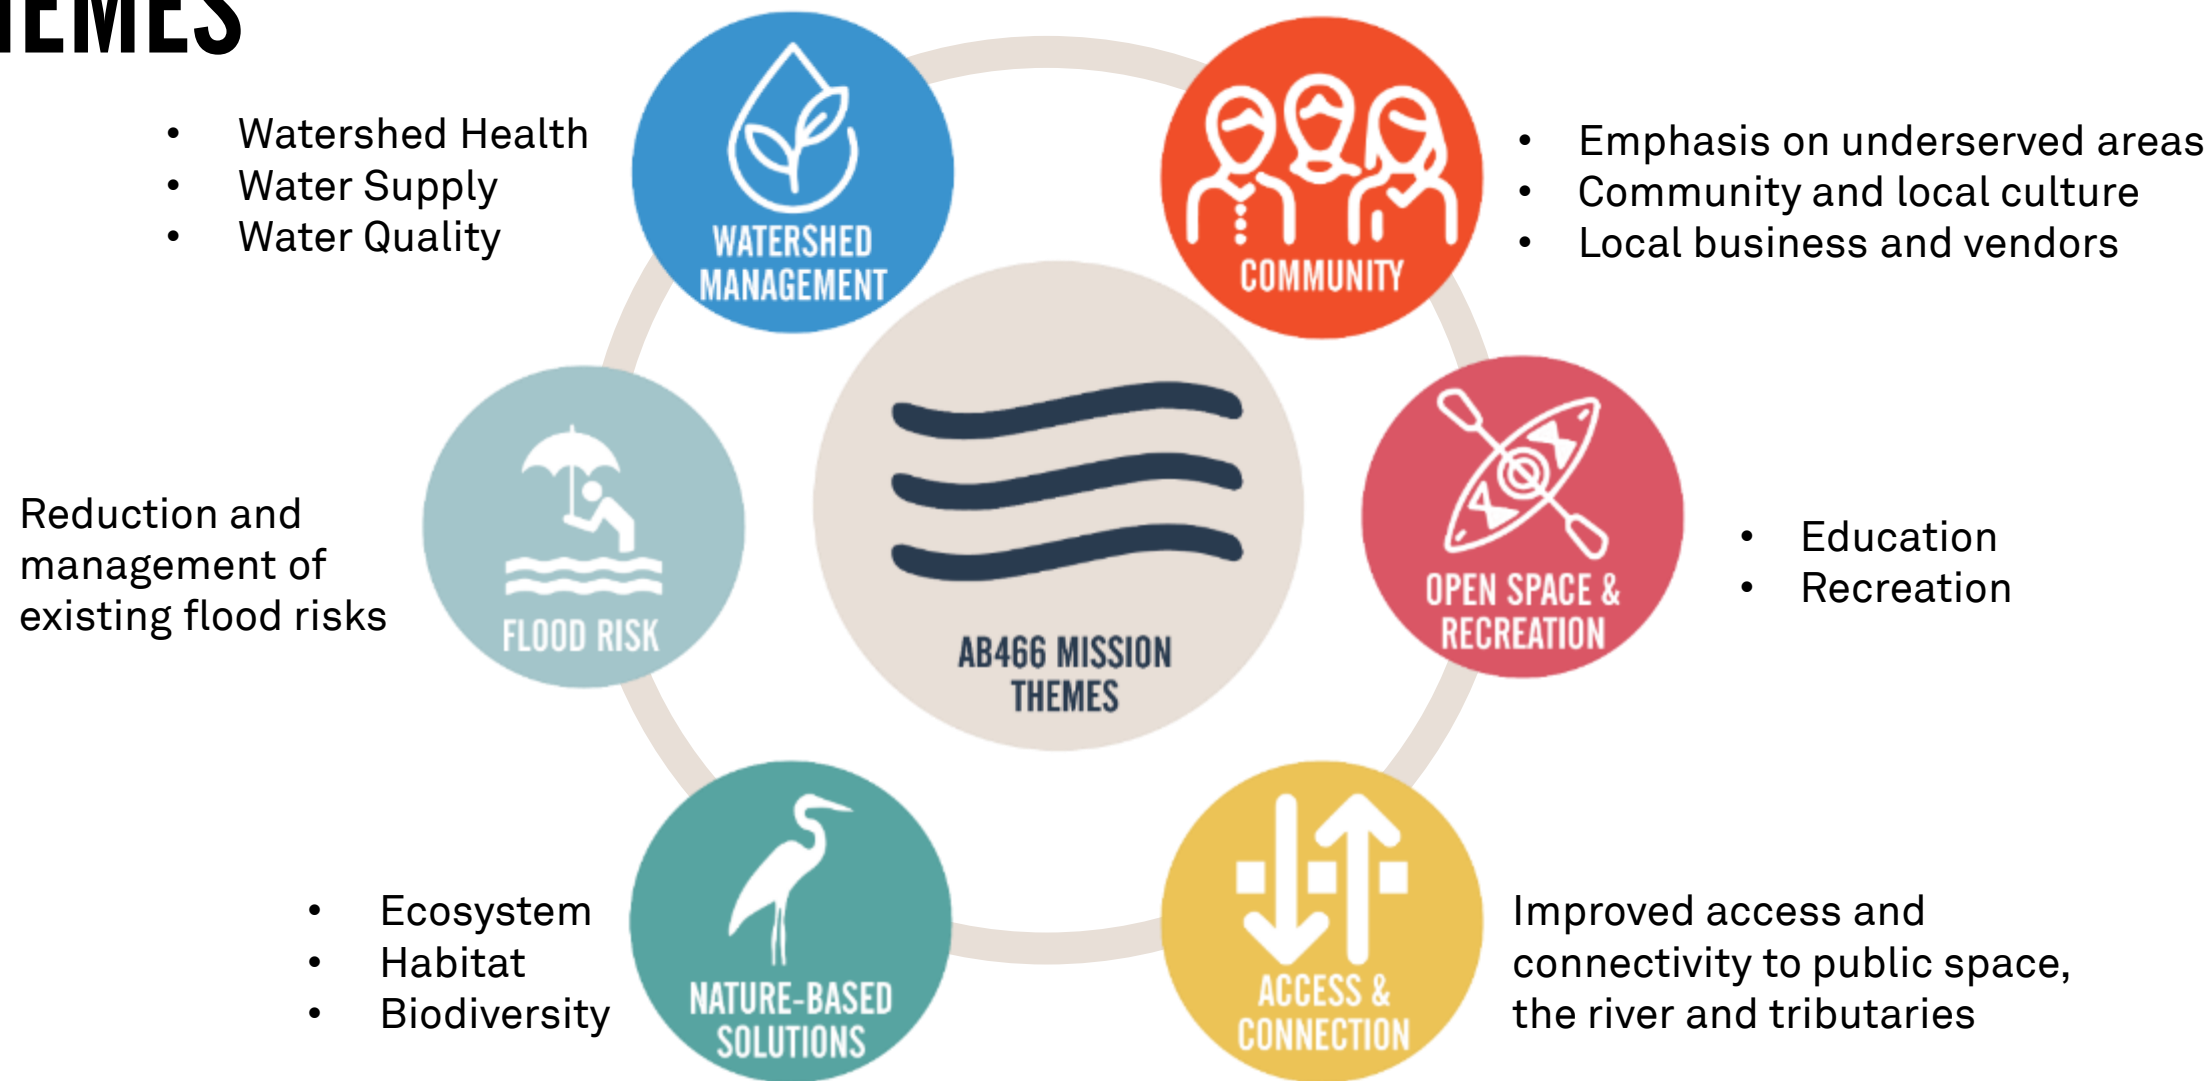 • Watershed Health
• Water Supply
• Water Quality
WATERSHED
MANAGEMENT
COMMUNITY
• Emphasis on underserved areas
• Community and local culture
• Local business and vendors
Reduction and
management of
existing flood risks
FLOOD RISK
AB466 MISSION
THEMES
OPEN SPACE &
RECREATION
• Education
• Recreation
• Ecosystem
• Habitat
• Biodiversity
NATURE-BASED
SOLUTIONS
ACCESS &
CONNECTION
Improved access and
connectivity to public space,
the river and tributaries